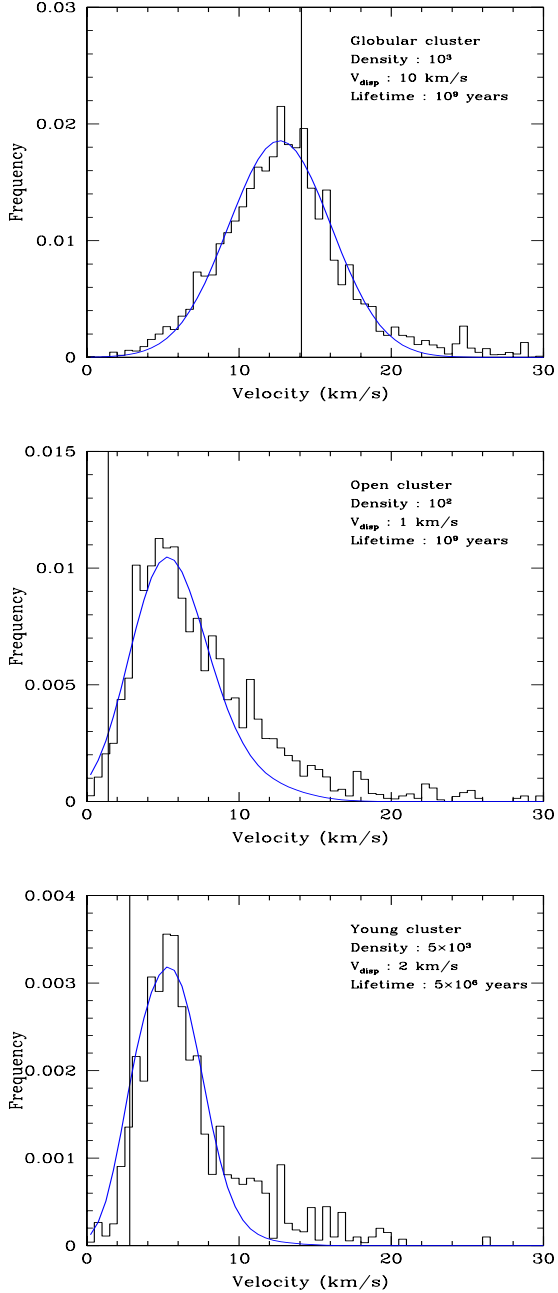 0.03
Globular cluster
Density : 10³
V_disp : 10 km/s
Lifetime : 10⁹ years
0.02
Frequency
0.01
0
0 10 20 30
Velocity (km/s)
0.015
Open cluster
Density : 10²
V_disp : 1 km/s
Lifetime : 10⁹ years
0.01
Frequency
0.005
0
0 10 20 30
Velocity (km/s)
0.004
Young cluster
Density : 5×10³
V_disp : 2 km/s
Lifetime : 5×10⁶ years
0.003
Frequency
0.002
0.001
0
0 10 20 30
Velocity (km/s)